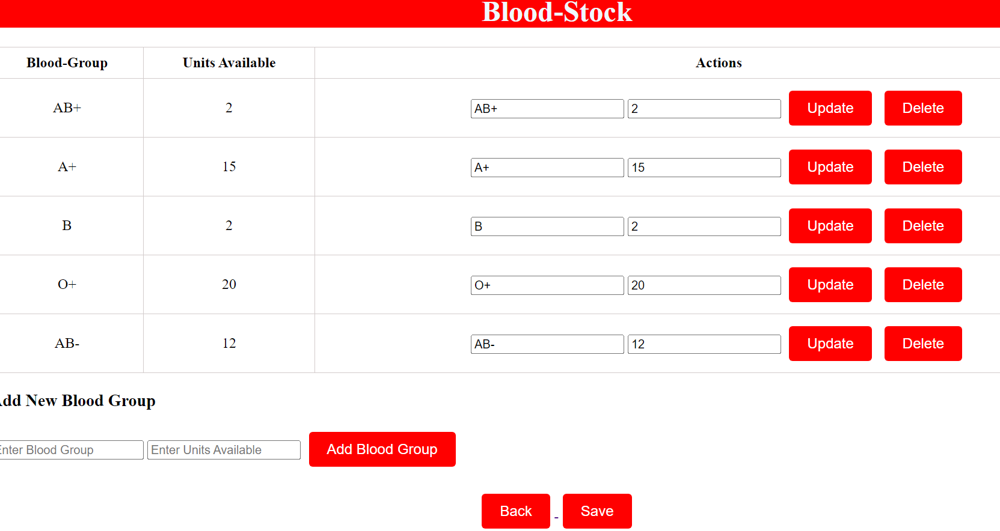 Blood-Stock
Blood-Group Units Available Actions
AB+ 2 AB+ 2 Update Delete
A+ 15 A+ 15 Update Delete
B 2 B 2 Update Delete
O+ 20 O+ 20 Update Delete
AB- 12 AB- 12 Update Delete
Add New Blood Group
Enter Blood Group Enter Units Available Add Blood Group
Back - Save